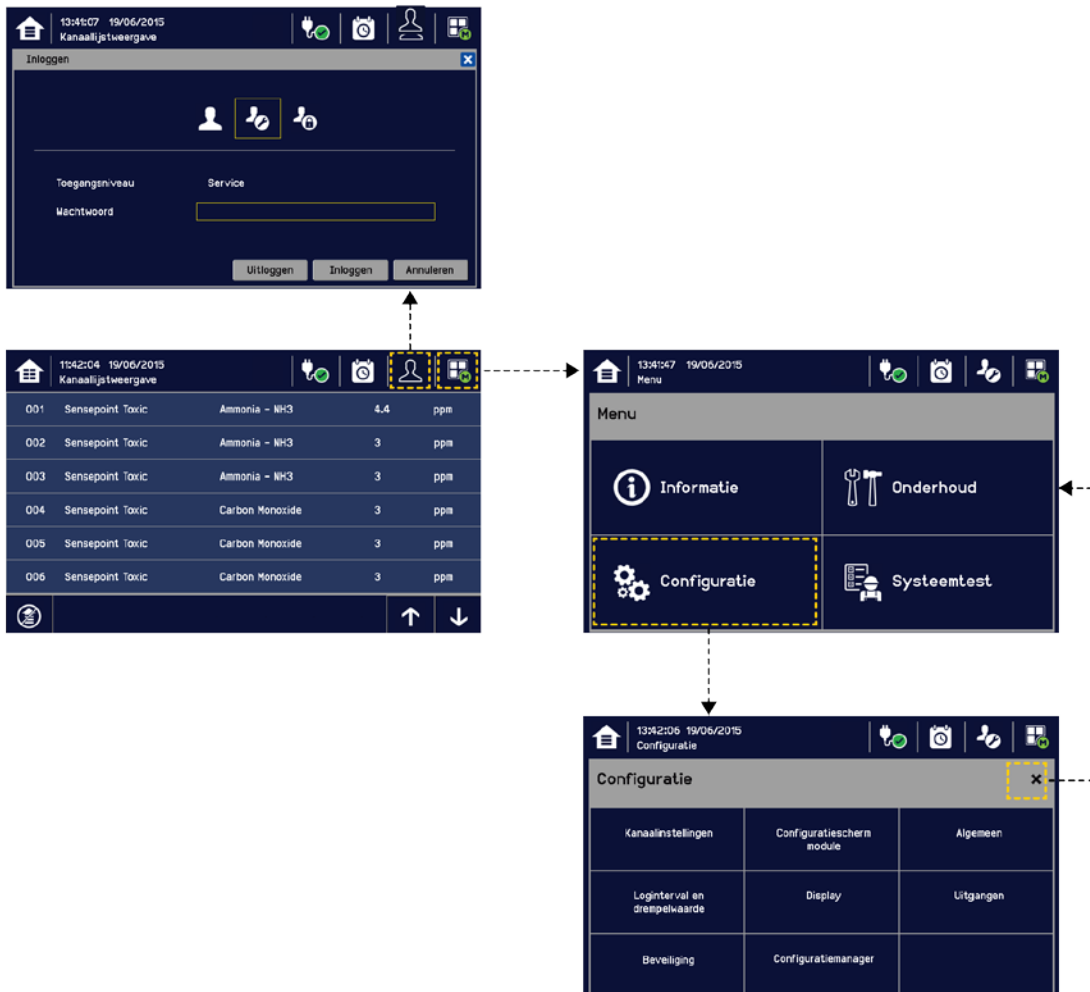 13:41:07 19/06/2015
Kanaallijstweergave
Inloggen
Toegangsniveau Service
Wachtwoord
Uitloggen Inloggen Annuleren
11:42:04 19/06/2015
Kanaallijstweergave
001 Sensepoint Toxic Ammonia - NH3 4.4 ppm
002 Sensepoint Toxic Ammonia - NH3 3 ppm
003 Sensepoint Toxic Ammonia - NH3 3 ppm
004 Sensepoint Toxic Carbon Monoxide 3 ppm
005 Sensepoint Toxic Carbon Monoxide 3 ppm
006 Sensepoint Toxic Carbon Monoxide 3 ppm
13:41:47 19/06/2015
Menu
Menu
Informatie Onderhoud
Configuratie Systeemtest
13:42:06 19/06/2015
Configuratie
Configuratie
Kanaalinstellingen Configuratiescherm module Algemeen
Loginterval en drempelwaarde Display Uitgangen
Beveiliging Configuratiemanager